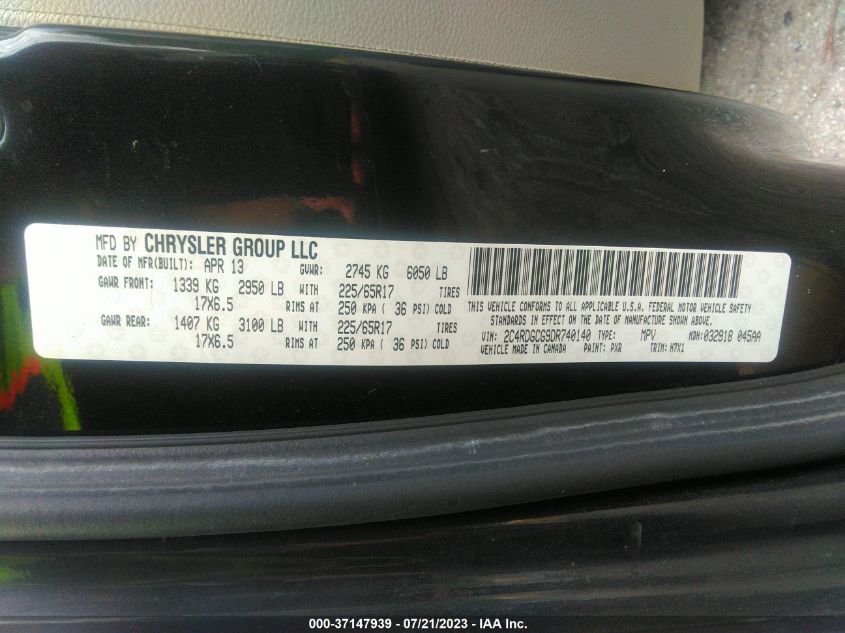 MFD BY CHRYSLER GROUP LLC
DATE OF MFR(BUILT): APR 13 GVWR: 2745 KG 6050 LB
GAWR FRONT: 1339 KG 2950 LB WITH 225/65R17 TIRES
17X6.5 RIMS AT 250 KPA ( 36 PSI) COLD
GAWR REAR: 1407 KG 3100 LB WITH 225/65R17 TIRES
17X6.5 RIMS AT 250 KPA ( 36 PSI) COLD
THIS VEHICLE CONFORMS TO ALL APPLICABLE U.S.A. FEDERAL MOTOR VEHICLE SAFETY
STANDARDS IN EFFECT ON THE DATE OF MANUFACTURE SHOWN ABOVE.
VIN: 2C4RDGCG9DR740140 TYPE: MPV MDH: 032918 045AA
VEHICLE MADE IN CANADA PAINT: PXR TRIM: H7X1
000-37147939 - 07/21/2023 - IAA Inc.